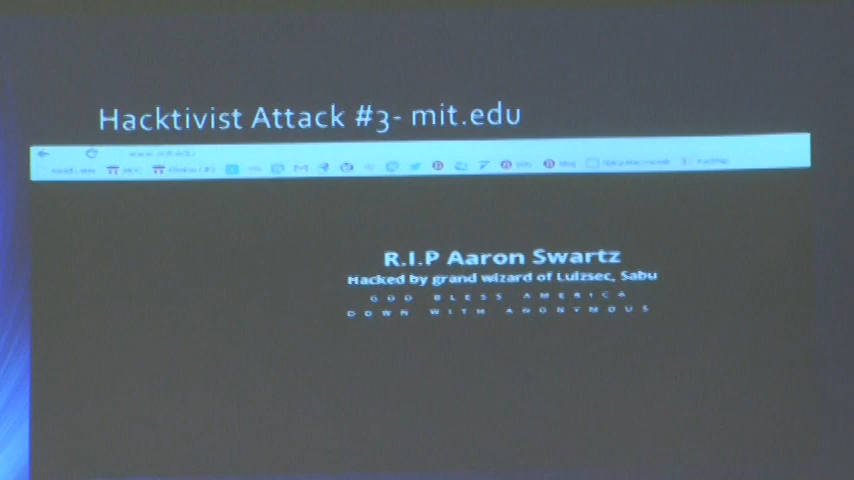 Hacktivist Attack #3- mit.edu
R.I.P Aaron Swartz
Hacked by grand wizard of Lulzsec, Sabu
GOD BLESS AMERICA
DOWN WITH ANONYMOUS